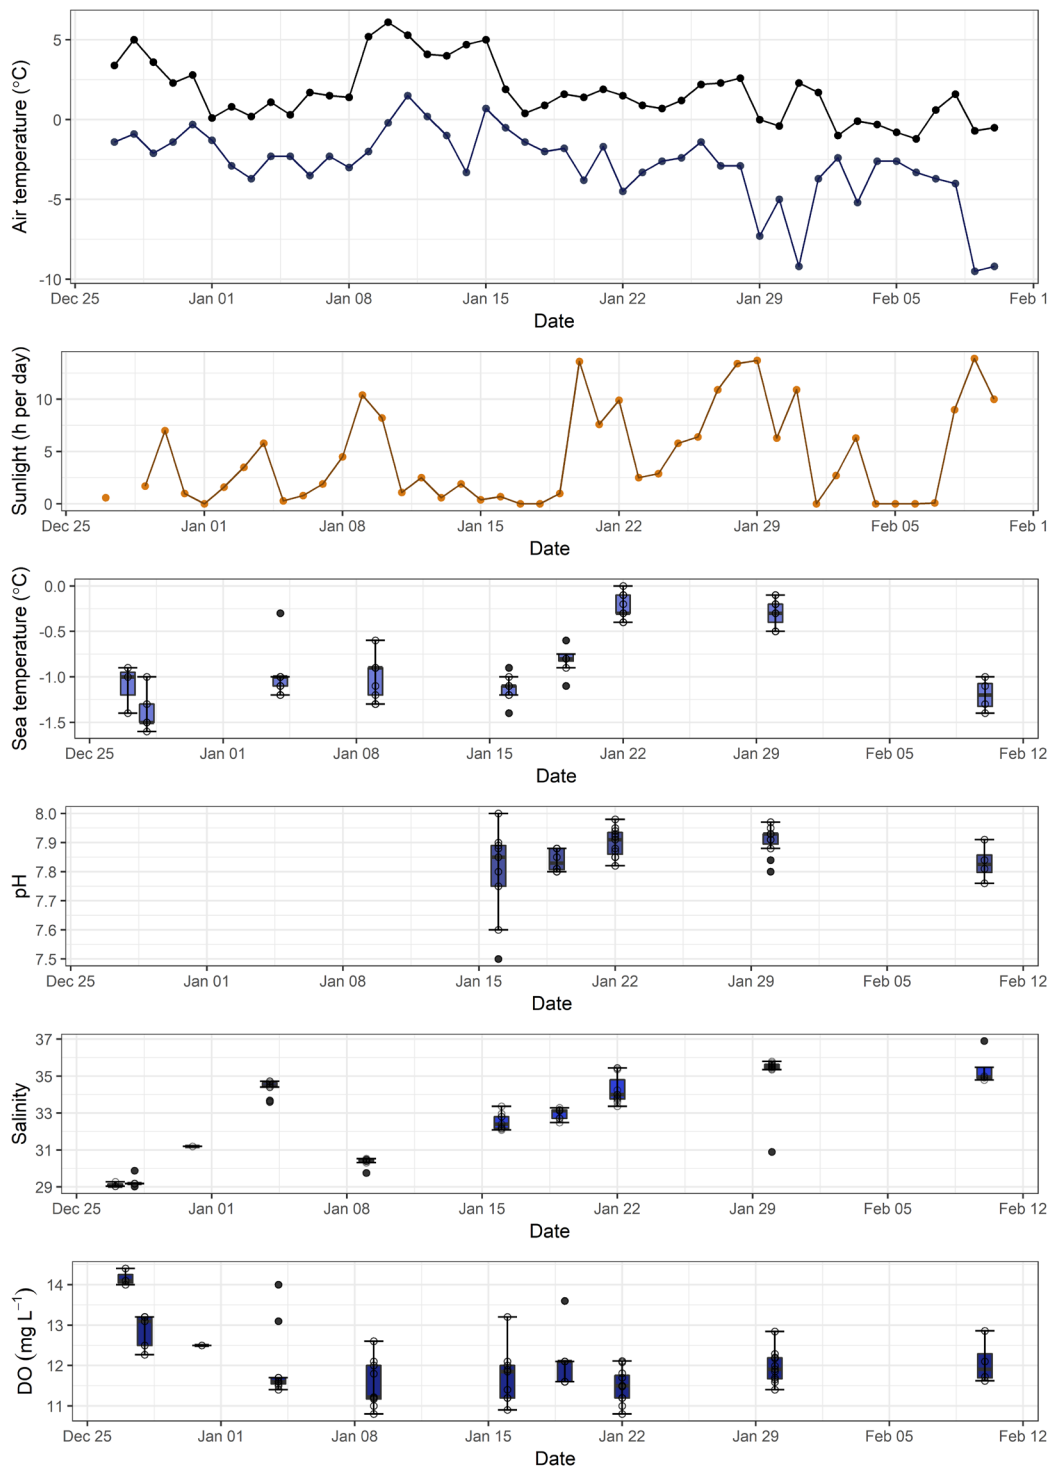 Air temperature (°C)
5
0
-5
-10
Dec 25 Jan 01 Jan 08 Jan 15 Jan 22 Jan 29 Feb 05 Feb 1
Date
Sunlight (h per day)
10
5
0
Dec 25 Jan 01 Jan 08 Jan 15 Jan 22 Jan 29 Feb 05 Feb 1
Date
Sea temperature (°C)
0.0
-0.5
-1.0
-1.5
Dec 25 Jan 01 Jan 08 Jan 15 Jan 22 Jan 29 Feb 05 Feb 12
Date
pH
8.0
7.9
7.8
7.7
7.6
7.5
Dec 25 Jan 01 Jan 08 Jan 15 Jan 22 Jan 29 Feb 05 Feb 12
Date
Salinity
37
35
33
31
29
Dec 25 Jan 01 Jan 08 Jan 15 Jan 22 Jan 29 Feb 05 Feb 12
Date
DO (mg L⁻¹)
14
13
12
11
Dec 25 Jan 01 Jan 08 Jan 15 Jan 22 Jan 29 Feb 05 Feb 12
Date